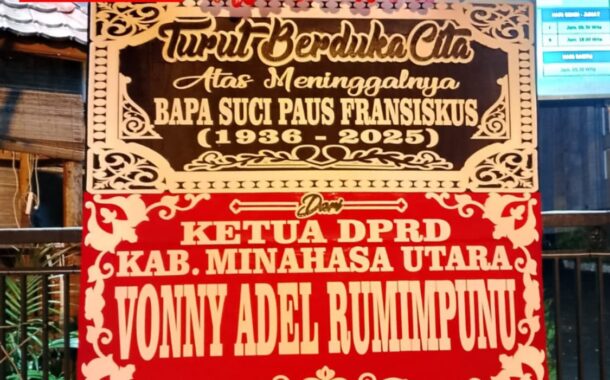 Turut Berduka Cita
Atas Meninggalnya
BAPA SUCI PAUS FRANSISKUS
(1936 - 2025)
Dari
KETUA DPRD
KAB. MINAHASA UTARA
VONNY ADEL RUMIMPUNU